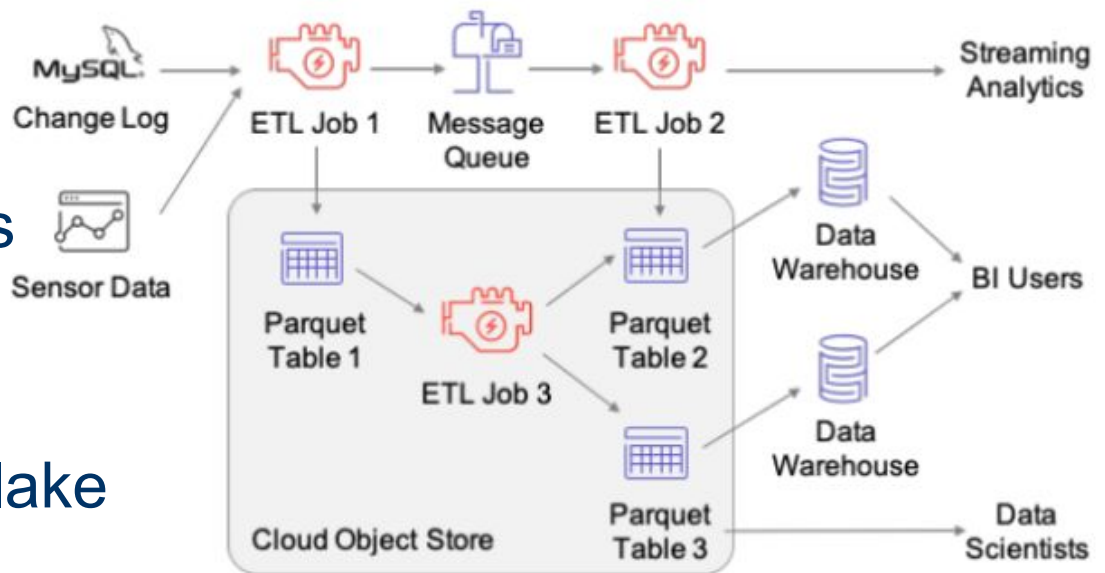 MySQL.
Change Log
ETL Job 1
Message
Queue
ETL Job 2
Streaming
Analytics
s
Sensor Data
Parquet
Table 1
ETL Job 3
Parquet
Table 2
Data
Warehouse
BI Users
Data
Warehouse
lake
Cloud Object Store
Parquet
Table 3
Data
Scientists